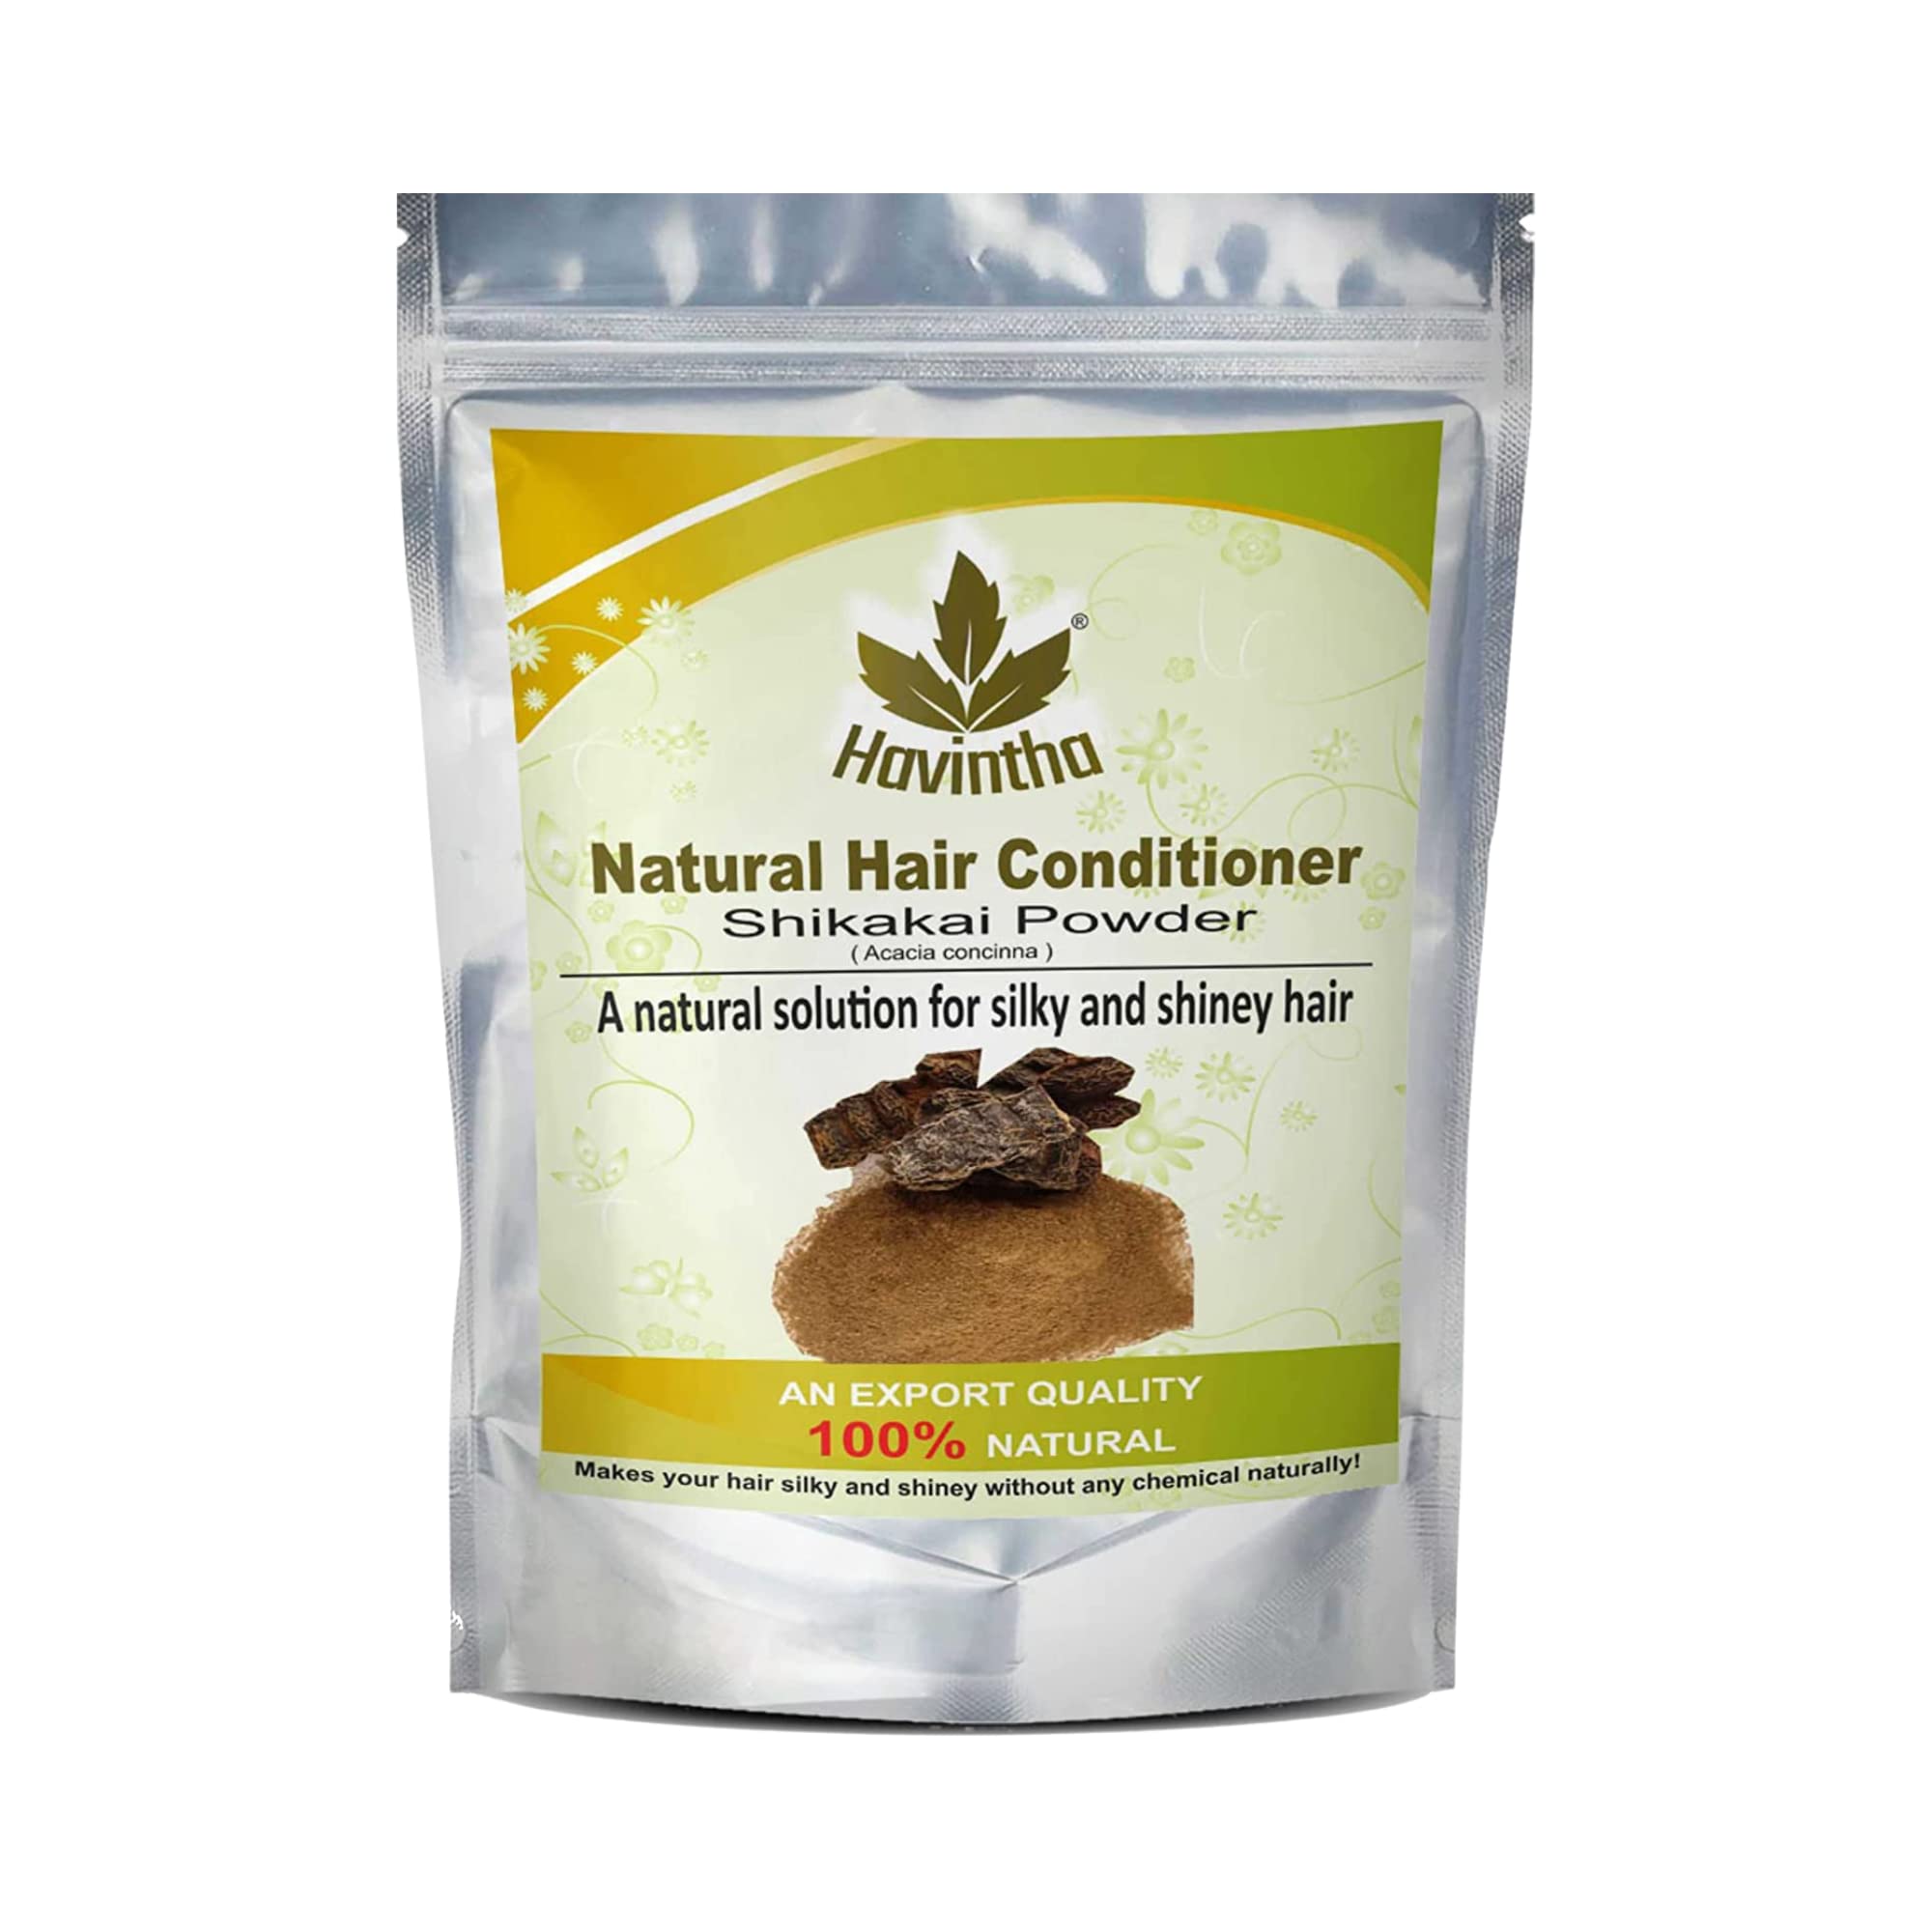 ®
Havintha
Natural Hair Conditioner
Shikakai Powder
( Acacia concinna )
A natural solution for silky and shiney hair
AN EXPORT QUALITY
100% NATURAL
Makes your hair silky and shiney without any chemical naturally!